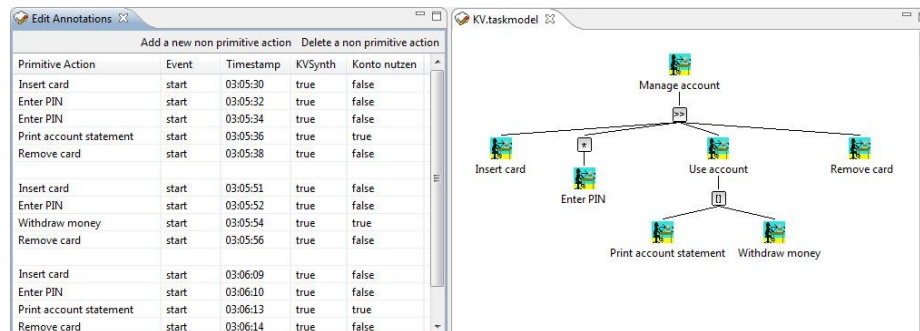 Edit Annotations
Add a new non primitive action Delete a non primitive action
Primitive Action Event Timestamp KVSynth Konto nutzen
Insert card start 03:05:30 true false
Enter PIN start 03:05:32 true false
Enter PIN start 03:05:34 true false
Print account statement start 03:05:36 true true
Remove card start 03:05:38 true false
Insert card start 03:05:51 true false
Enter PIN start 03:05:52 true false
Withdraw money start 03:05:54 true true
Remove card start 03:05:56 true false
Insert card start 03:06:09 true false
Enter PIN start 03:06:10 true false
Print account statement start 03:06:13 true true
Remove card start 03:06:14 true false
KV.taskmodel
Manage account
>>
*
Insert card Use account Remove card
Enter PIN
[]
Print account statement Withdraw money